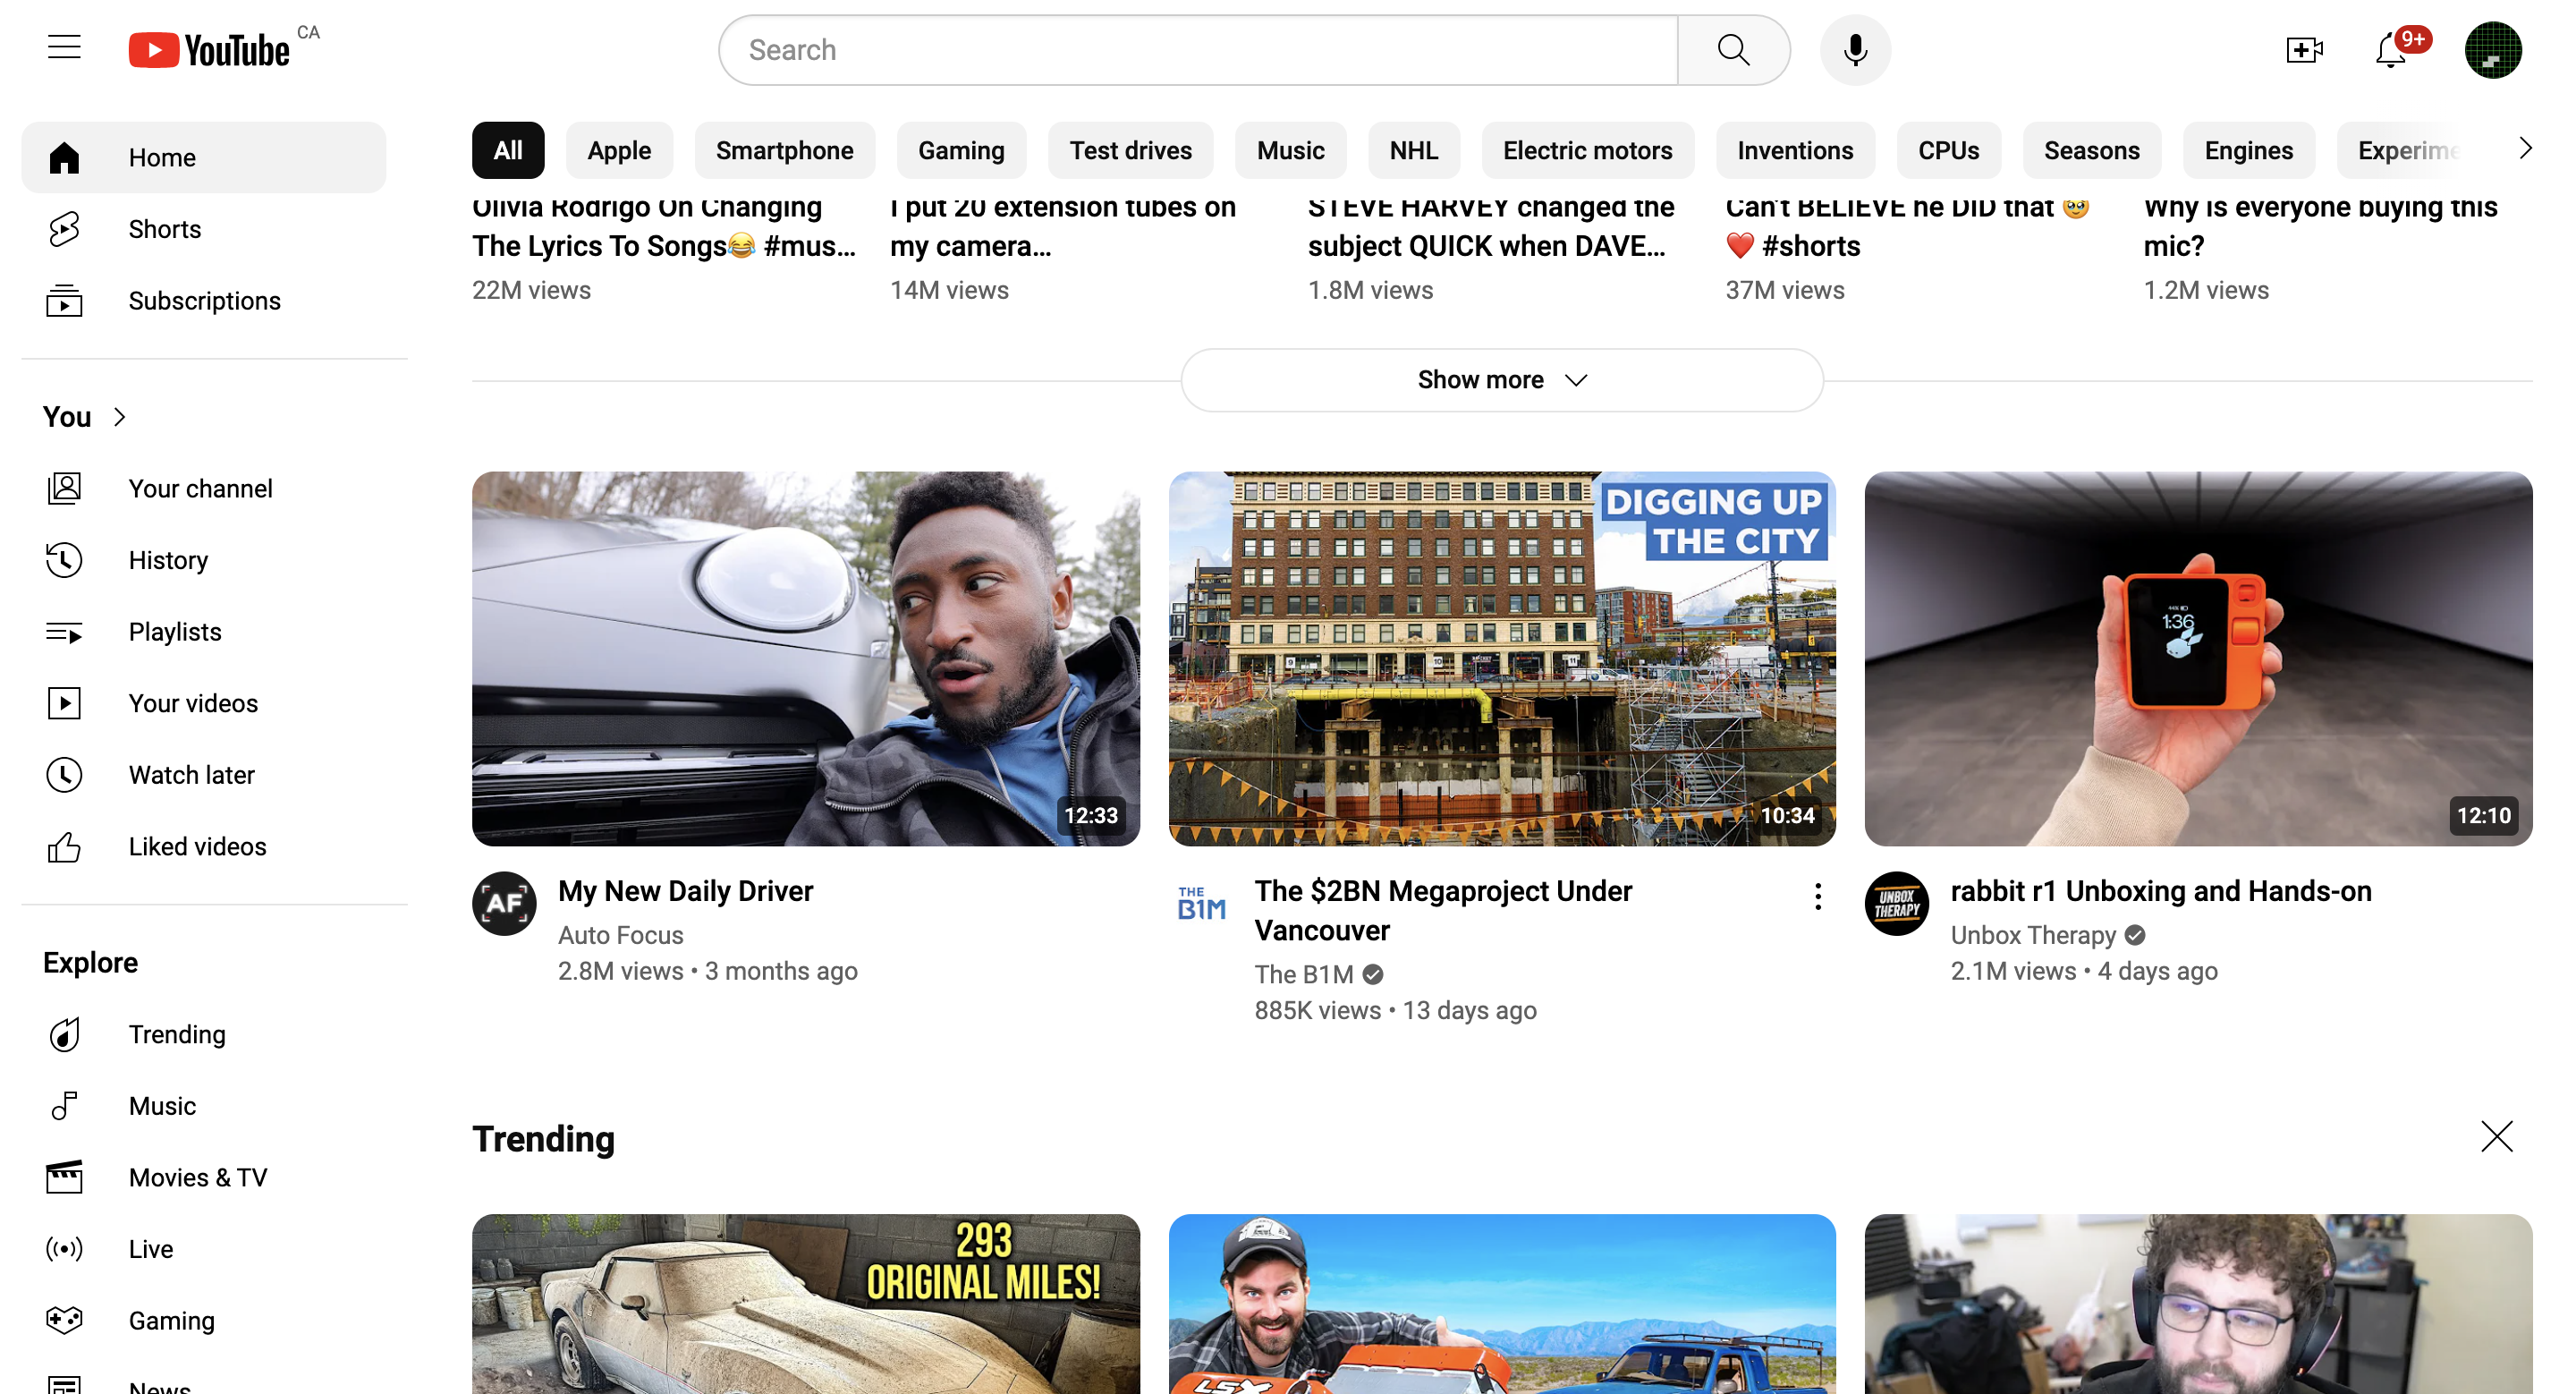 YouTube CA
Search
9+
Home
Shorts
Subscriptions
You
Your channel
History
Playlists
Your videos
Watch later
Liked videos
Explore
Trending
Music
Movies & TV
Live
Gaming
News
All
Apple
Smartphone
Gaming
Test drives
Music
NHL
Electric motors
Inventions
CPUs
Seasons
Engines
Experime
Olivia Rodrigo On Changing
The Lyrics To Songs😂 #mus...
22M views
I put 20 extension tubes on
my camera...
14M views
STEVE HARVEY changed the
subject QUICK when DAVE...
1.8M views
Can't BELIEVE he DID that 🥹
❤️ #shorts
37M views
Why is everyone buying this
mic?
1.2M views
Show more
12:33
AF
My New Daily Driver
Auto Focus
2.8M views • 3 months ago
DIGGING UP
THE CITY
9
10
11
10:34
THE
B1M
The $2BN Megaproject Under
Vancouver
The B1M
885K views • 13 days ago
1:36
12:10
UNBOX
THERAPY
rabbit r1 Unboxing and Hands-on
Unbox Therapy
2.1M views • 4 days ago
Trending
293
ORIGINAL MILES!
LSX